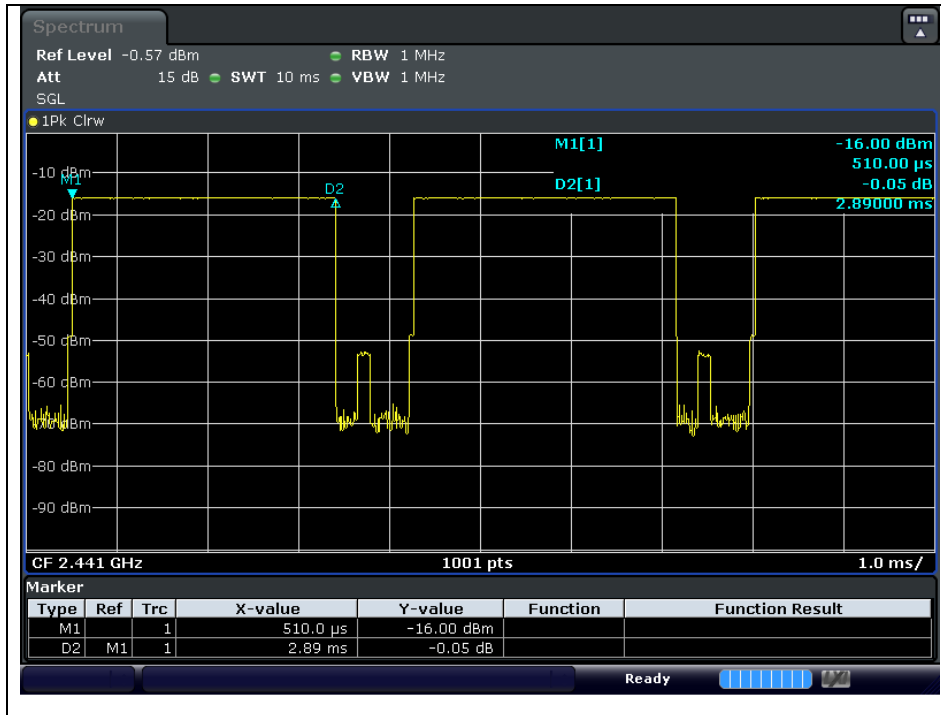 Spectrum
Ref Level -0.57 dBm RBW 1 MHz
Att 15 dB SWT 10 ms VBW 1 MHz
SGL
1Pk Clrw
M1[1] -16.00 dBm
510.00 µs
D2[1] -0.05 dB
2.89000 ms
M1
D2
-10 dBm
-20 dBm
-30 dBm
-40 dBm
-50 dBm
-60 dBm
-70 dBm
-80 dBm
-90 dBm
CF 2.441 GHz 1001 pts 1.0 ms/
Marker
Type Ref Trc X-value Y-value Function Function Result
M1 1 510.0 µs -16.00 dBm
D2 M1 1 2.89 ms -0.05 dB
Ready